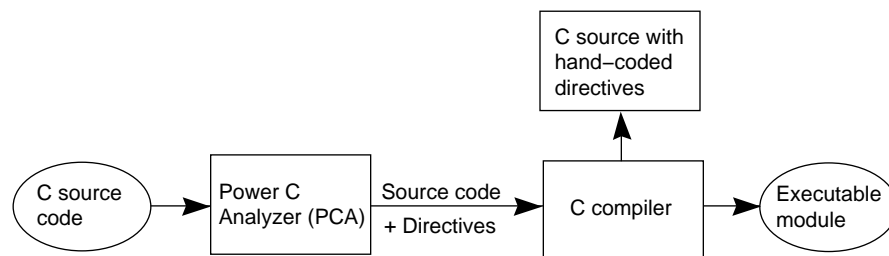 C source with
hand−coded
directives
C source
code
Power C
Analyzer (PCA)
Source code
+ Directives
C compiler
Executable
module